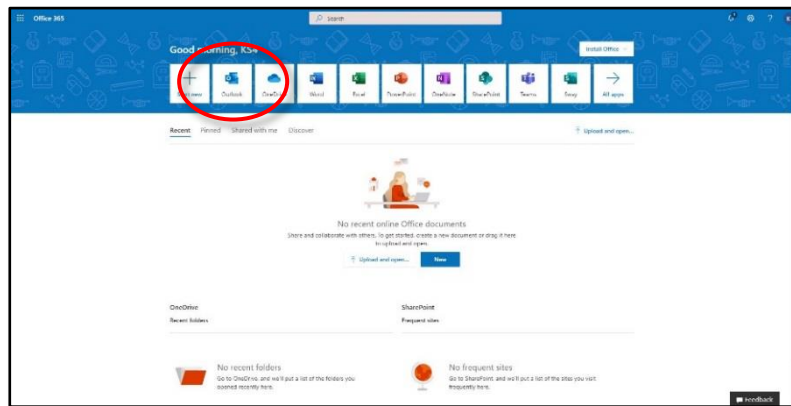 Office 365
Search
?
Good morning, KS4
Install Office
Start new
Outlook
OneDrive
Word
Excel
PowerPoint
OneNote
SharePoint
Teams
Sway
All apps
Recent
Pinned
Shared with me
Discover
Upload and open...
No recent online Office documents
Share and collaborate with others. To get started, create a new document or drag it here
to upload and open.
Upload and open...
New
OneDrive
Recent folders
SharePoint
Frequent sites
No recent folders
Go to OneDrive and we'll put a list of the folders you
opened recently here.
No frequent sites
Go to SharePoint and we'll put a list of the sites you visit
frequently here.
Feedback